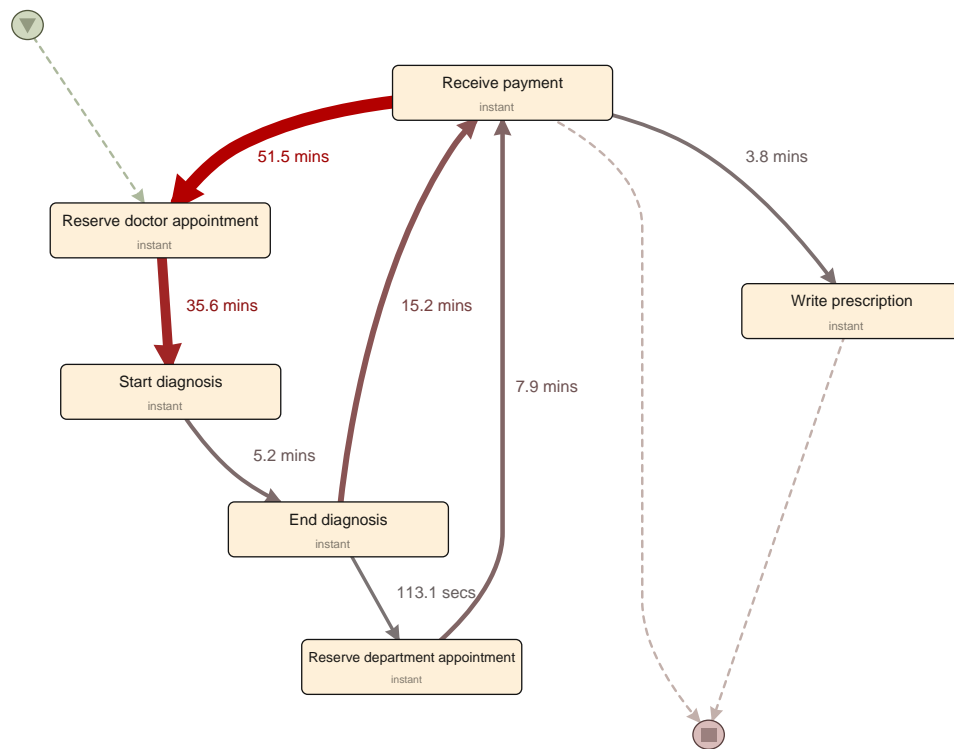 Receive payment
instant
51.5 mins
3.8 mins
Reserve doctor appointment
instant
35.6 mins
15.2 mins
Write prescription
instant
Start diagnosis
instant
7.9 mins
5.2 mins
End diagnosis
instant
113.1 secs
Reserve department appointment
instant